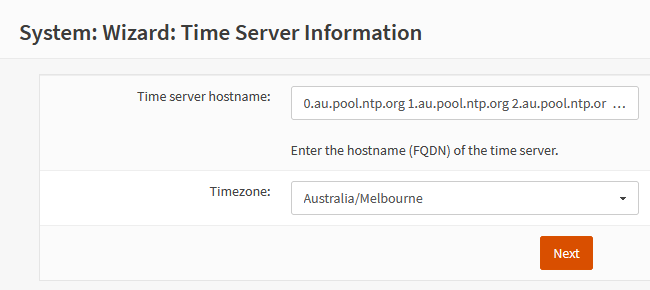 System: Wizard: Time Server Information
Time server hostname:
0.au.pool.ntp.org 1.au.pool.ntp.org 2.au.pool.ntp.or ...
Enter the hostname (FQDN) of the time server.
Timezone:
Australia/Melbourne
Next